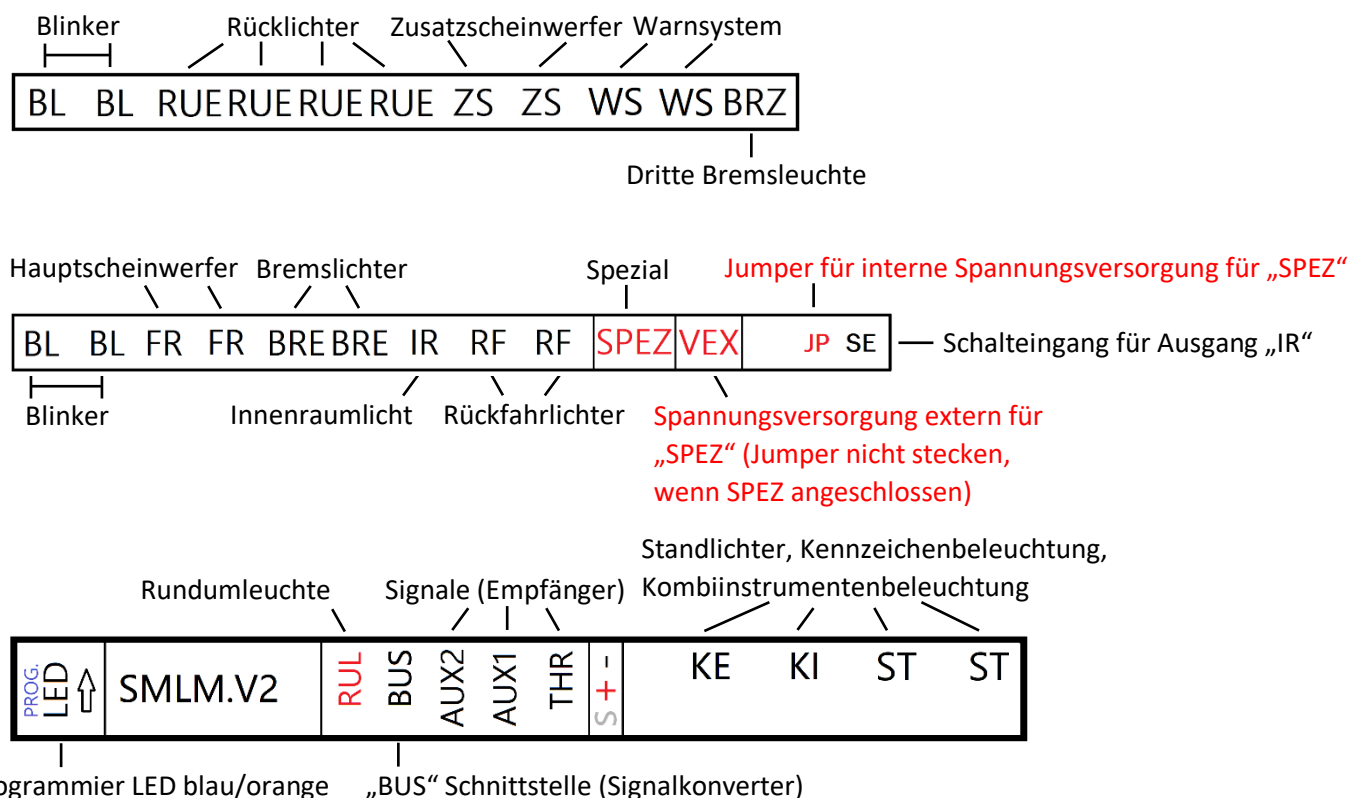 Blinker Rücklichter Zusatzscheinwerfer Warnsystem
BL BL RUE RUE RUE RUE ZS ZS WS WS BRZ
Dritte Bremsleuchte
Hauptscheinwerfer Bremslichter Spezial Jumper für interne Spannungsversorgung für „SPEZ“
BL BL FR FR BRE BRE IR RF RF SPEZ VEX JP SE Schalteingang für Ausgang „IR“
Blinker Innenraumlicht Rückfahrlichter Spannungsversorgung extern für
„SPEZ“ (Jumper nicht stecken,
wenn SPEZ angeschlossen)
Standlichter, Kennzeichenbeleuchtung,
Rundumleuchte Signale (Empfänger) Kombiinstrumentenbeleuchtung
PROG.
LED
SMLM.V2
RUL
BUS
AUX2
AUX1
THR
S + -
KE KI ST ST
ogrammier LED blau/orange „BUS“ Schnittstelle (Signalkonverter)